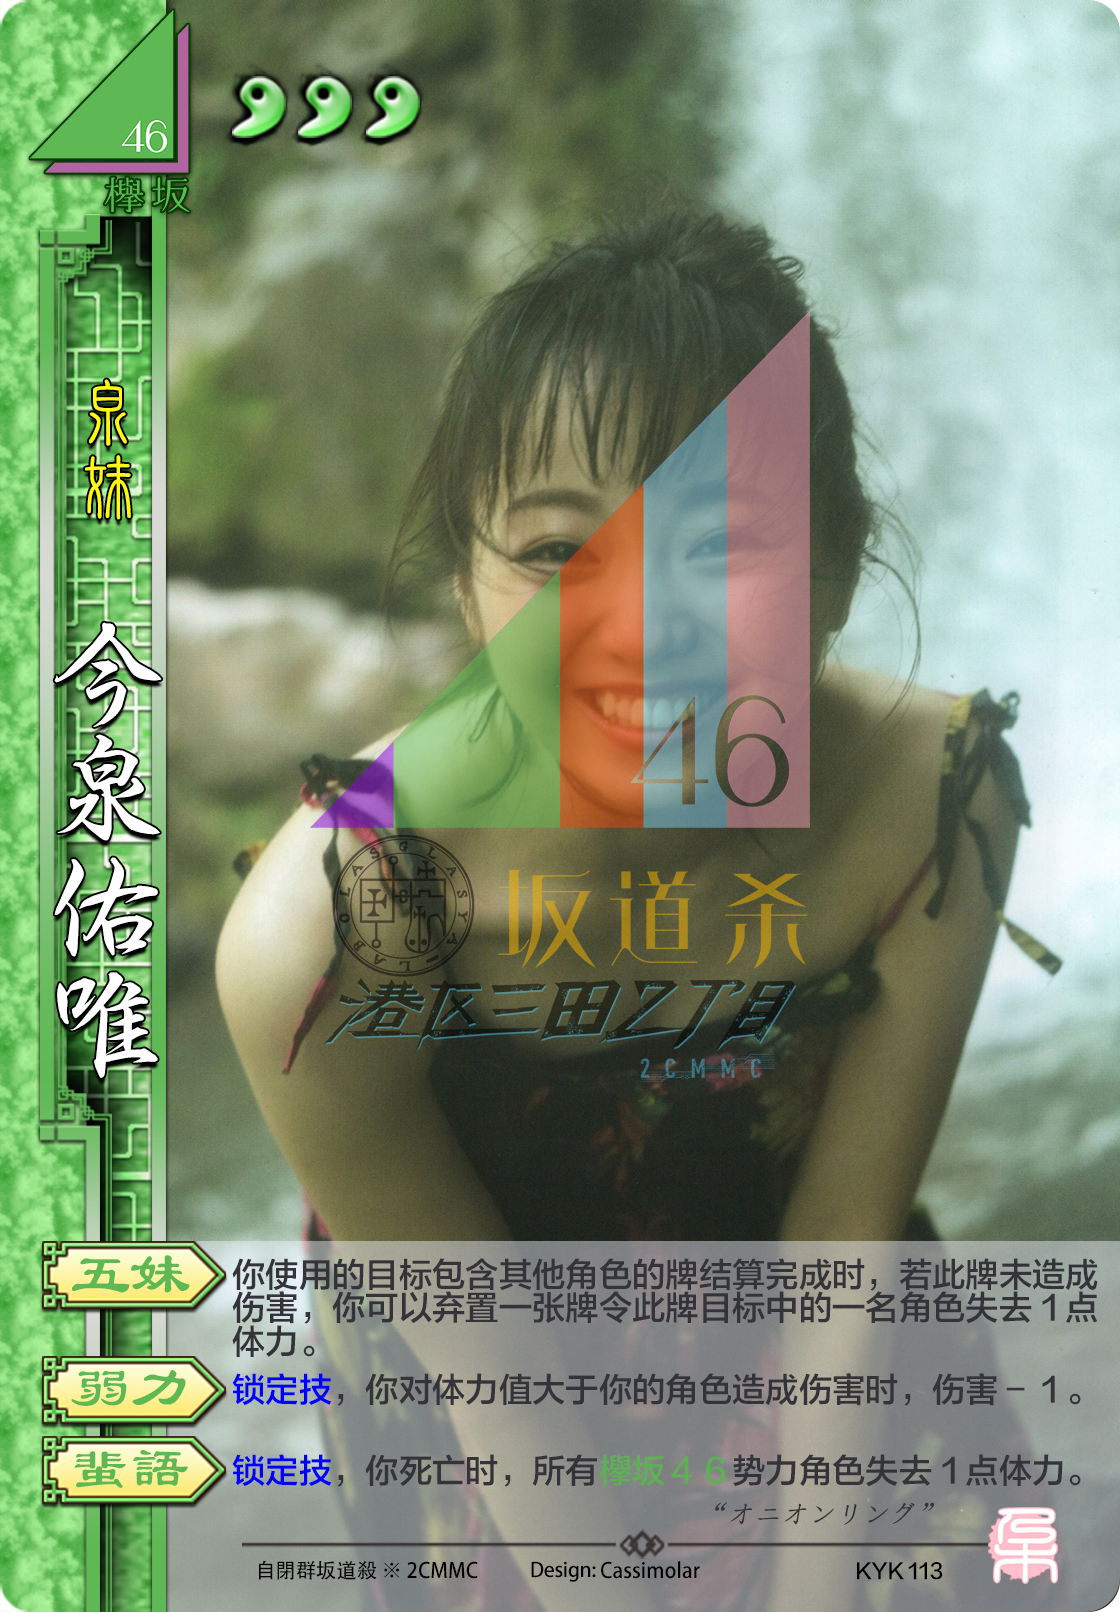 46
欅坂
泉妹
今泉佑唯
46
GLASYA-LABOLAS
坂道杀
港区三田2丁目
2CMMC
五妹
你使用的目标包含其他角色的牌结算完成时，若此牌未造成
伤害，你可以弃置一张牌令此牌目标中的一名角色失去1点
体力。
弱力
锁定技，你对体力值大于你的角色造成伤害时，伤害－1。
蜚語
锁定技，你死亡时，所有欅坂46势力角色失去1点体力。
“オニオンリング”
自閉群坂道殺 ※ 2CMMC
Design: Cassimolar
KYK 113